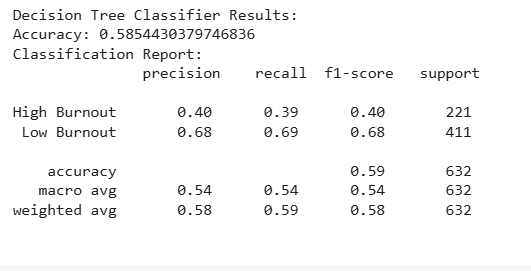 Decision Tree Classifier Results:
Accuracy: 0.5854430379746836
Classification Report:
precision recall f1-score support
High Burnout 0.40 0.39 0.40 221
Low Burnout 0.68 0.69 0.68 411
accuracy 0.59 632
macro avg 0.54 0.54 0.54 632
weighted avg 0.58 0.59 0.58 632